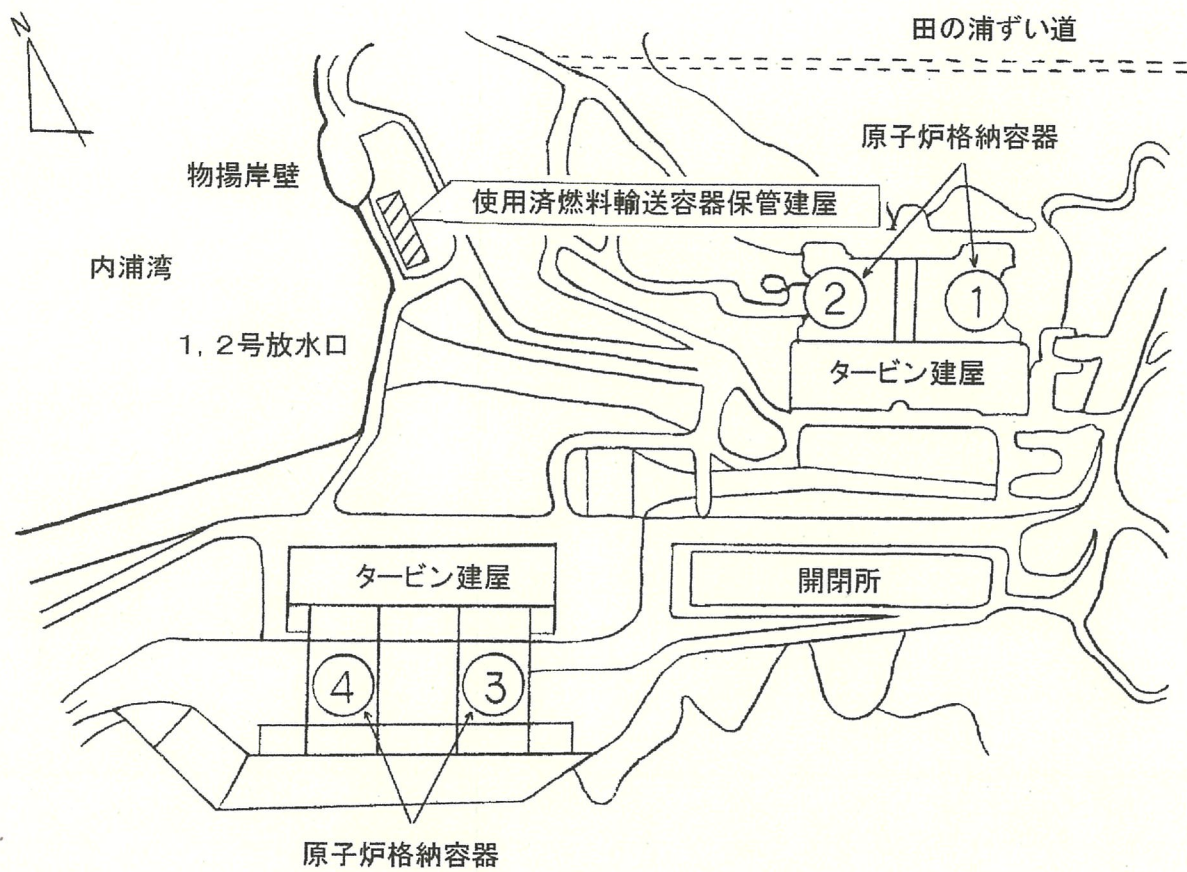 N
田の浦ずい道
原子炉格納容器
物揚岸壁
使用済燃料輸送容器保管建屋
内浦湾
② ①
1, 2号放水口
タービン建屋
タービン建屋
開閉所
④ ③
原子炉格納容器